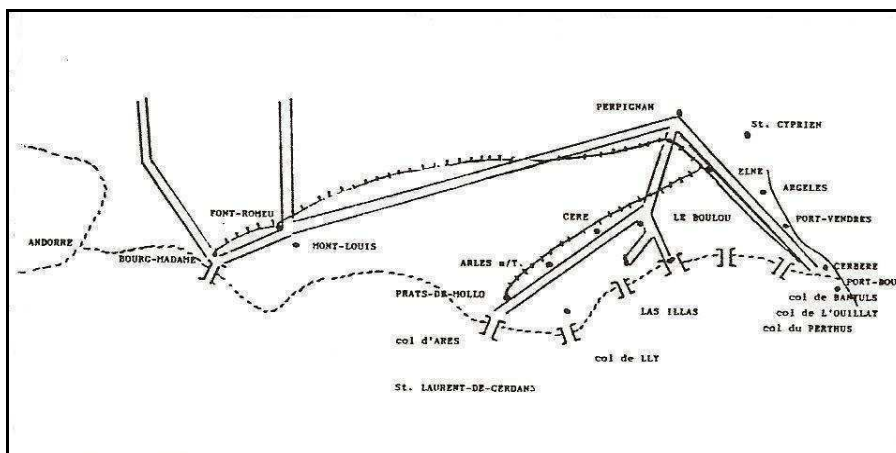 PERPIGNAN
St. CYPRIEN
ELNE
ARGELES
FONT-ROMEU
CERE
LE BOULOU
PORT-VENDRES
ANDORRE
MONT-LOUIS
BOURG-MADAME
ARLES s/T.
CERBERE
PORT-BOU
PRATS-DE-MOLLO
col de BANYULS
LAS ILLAS
col de L'OUILLAT
col du PERTHUS
col d'ARES
col de LLY
St. LAURENT-DE-CERDANS